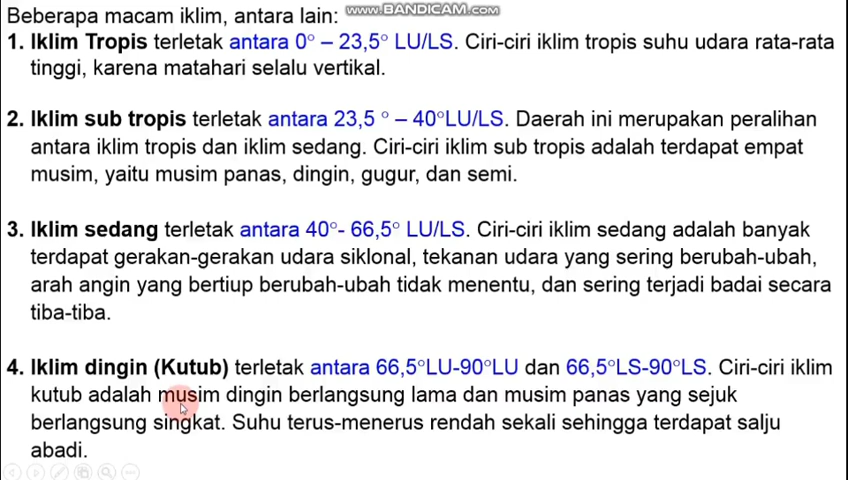 www.BANDICAM.com
Beberapa macam iklim, antara lain:
1. Iklim Tropis terletak antara 0° – 23,5° LU/LS. Ciri-ciri iklim tropis suhu udara rata-rata
tinggi, karena matahari selalu vertikal.
2. Iklim sub tropis terletak antara 23,5 ° – 40°LU/LS. Daerah ini merupakan peralihan
antara iklim tropis dan iklim sedang. Ciri-ciri iklim sub tropis adalah terdapat empat
musim, yaitu musim panas, dingin, gugur, dan semi.
3. Iklim sedang terletak antara 40°- 66,5° LU/LS. Ciri-ciri iklim sedang adalah banyak
terdapat gerakan-gerakan udara siklonal, tekanan udara yang sering berubah-ubah,
arah angin yang bertiup berubah-ubah tidak menentu, dan sering terjadi badai secara
tiba-tiba.
4. Iklim dingin (Kutub) terletak antara 66,5°LU-90°LU dan 66,5°LS-90°LS. Ciri-ciri iklim
kutub adalah musim dingin berlangsung lama dan musim panas yang sejuk
berlangsung singkat. Suhu terus-menerus rendah sekali sehingga terdapat salju
abadi.